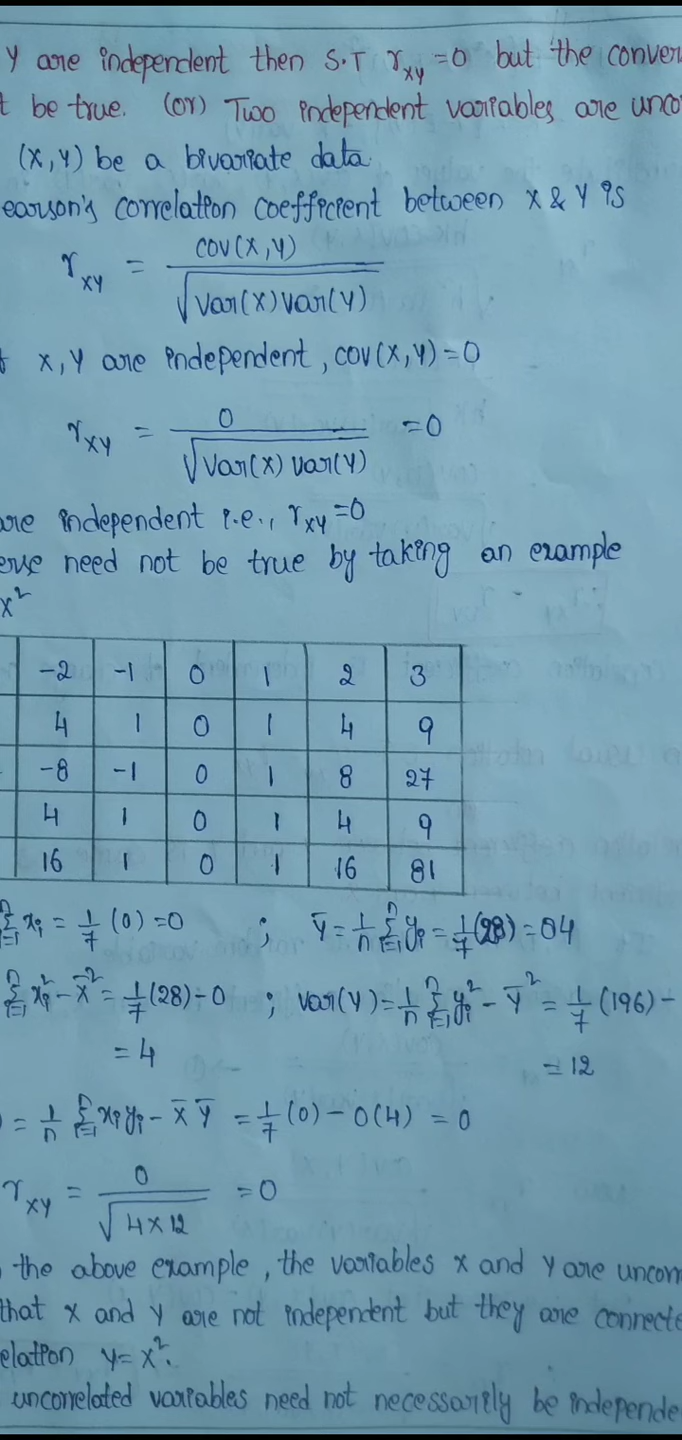 Y are independent then S.T r_xy = 0 but the conver
t be true. (or) Two independent variables are unco
(X,Y) be a bivariate data.
earson's correlation coefficient between X & Y is
r_XY = cov(X,Y) / √var(X)var(Y)
X,Y are independent, cov(X,Y)=0
r_XY = 0 / √var(X) var(Y) = 0
are independent i.e., r_xy = 0
erse need not be true by taking an example
x²
-2 -1 0 1 2 3
4 1 0 1 4 9
-8 -1 0 1 8 27
4 1 0 1 4 9
16 1 0 1 16 81
n Σ i=1 xi = 1/7 (0) = 0 ; ȳ = 1/n n Σ i=1 yi = 1/7 (28) = 04
n Σ i=1 xi² - x̄² = 1/7 (28) - 0 ; var(Y) = 1/n n Σ i=1 yi² - ȳ² = 1/7 (196) -
= 4 = 12
) = 1/n n Σ i=1 xi yi - x̄ ȳ = 1/7 (0) - 0(4) = 0
r_XY = 0 / √4×12 = 0
the above example, the variables x and y are uncorr
that x and y are not independent but they are connecte
elation y = x².
uncorrelated variables need not necessarily be independe